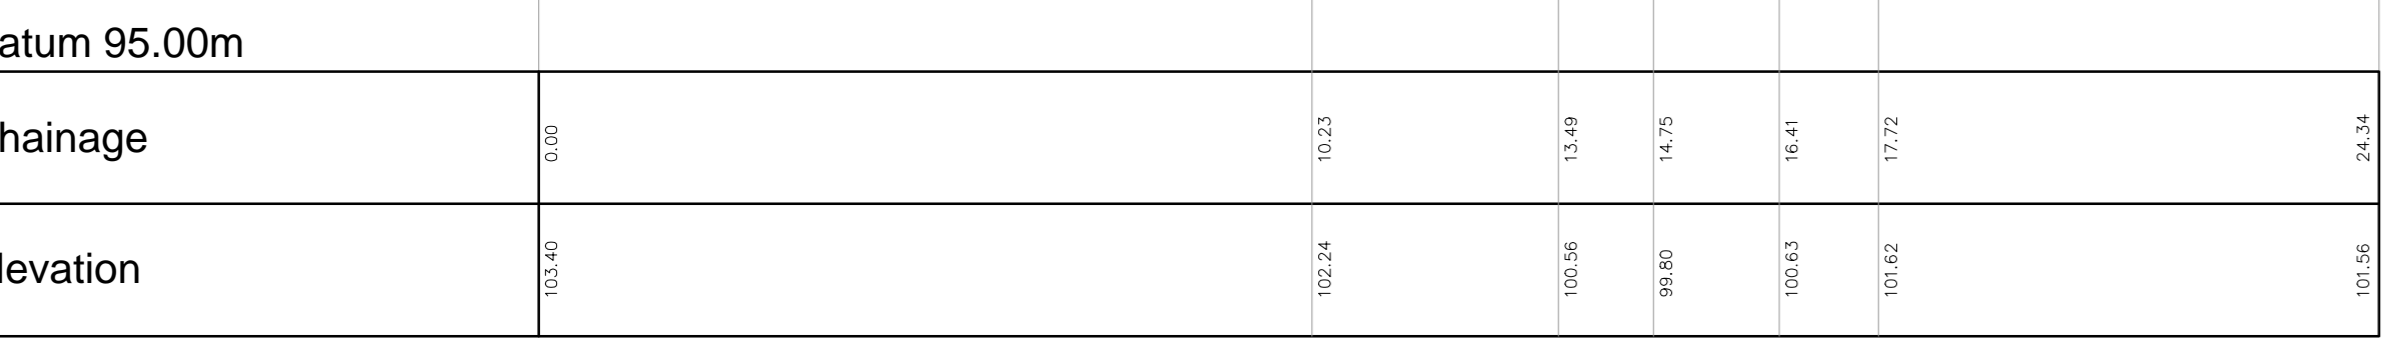 atum 95.00m
hainage 0.00 10.23 13.49 14.75 16.41 17.72 24.34
levation 103.40 102.24 100.56 99.80 100.63 101.62 101.56